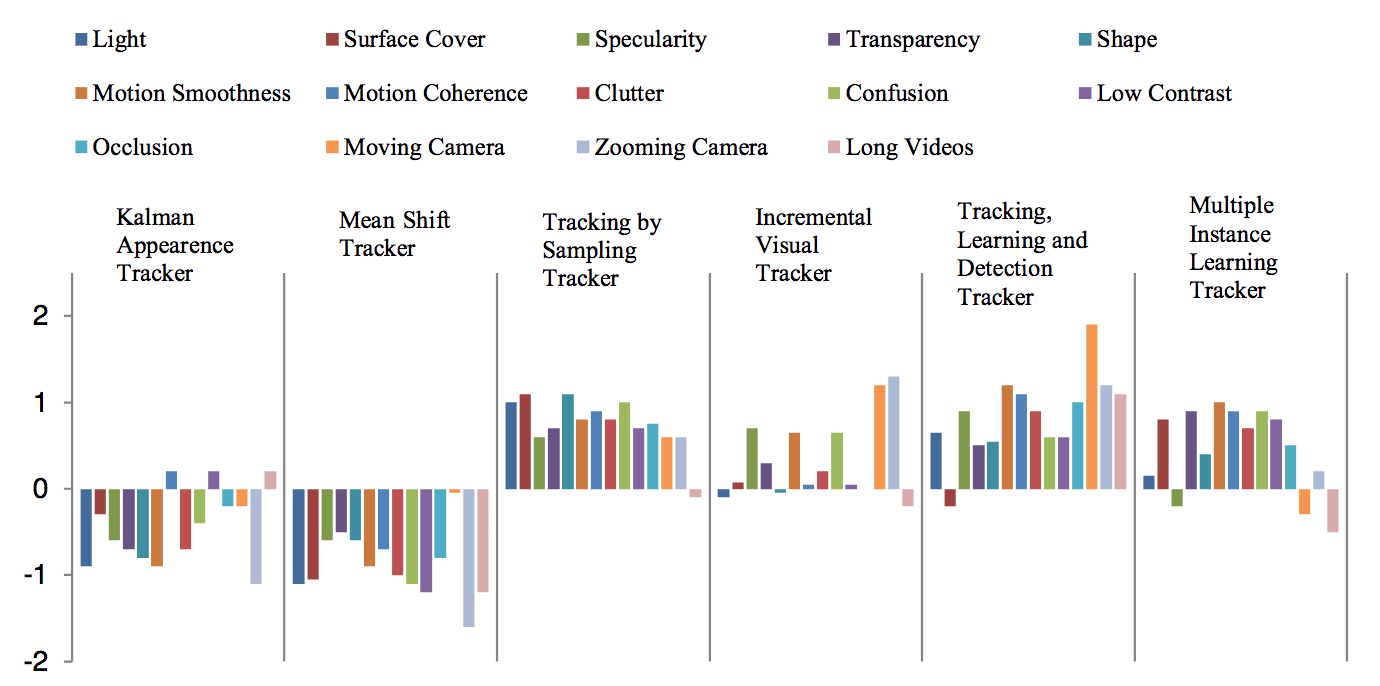 Light
Surface Cover
Specularity
Transparency
Shape
Motion Smoothness
Motion Coherence
Clutter
Confusion
Low Contrast
Occlusion
Moving Camera
Zooming Camera
Long Videos
Kalman
Appearence
Tracker
Mean Shift
Tracker
Tracking by
Sampling
Tracker
Incremental
Visual
Tracker
Tracking,
Learning and
Detection
Tracker
Multiple
Instance
Learning
Tracker
2
1
0
-1
-2